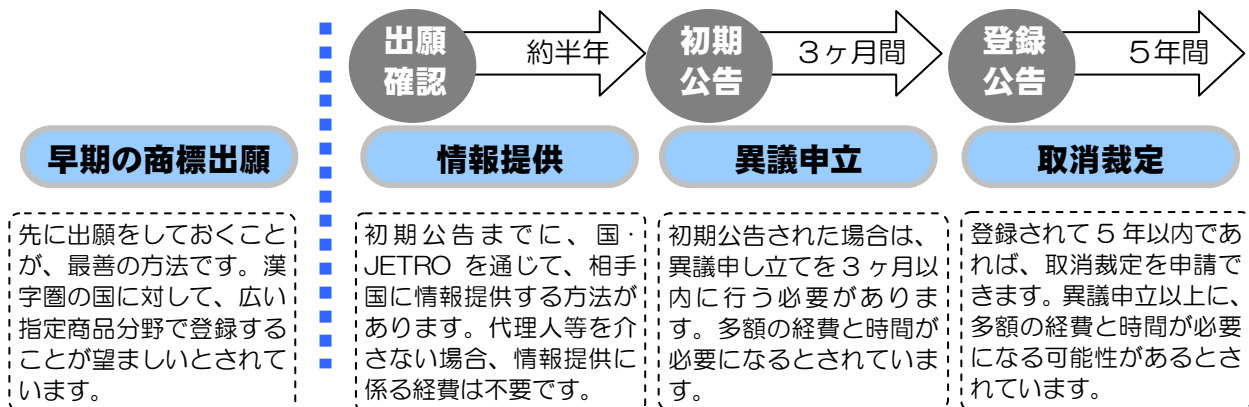 出願
確認
約半年
初期
公告
3ヶ月間
登録
公告
5年間
早期の商標出願
情報提供
異議申立
取消裁定
先に出願をしておくこと
が、最善の方法です。漢
字圏の国に対して、広い
指定商品分野で登録する
ことが望ましいとされて
います。
初期公告までに、国・
JETRO を通じて、相手
国に情報提供する方法が
あります。代理人等を介
さない場合、情報提供に
係る経費は不要です。
初期公告された場合は、
異議申し立てを3ヶ月以
内に行う必要がありま
す。多額の経費と時間が
必要になるとされていま
す。
登録されて5年以内であ
れば、取消裁定を申請で
きます。異議申立以上に、
多額の経費と時間が必要
になる可能性があるとさ
れています。